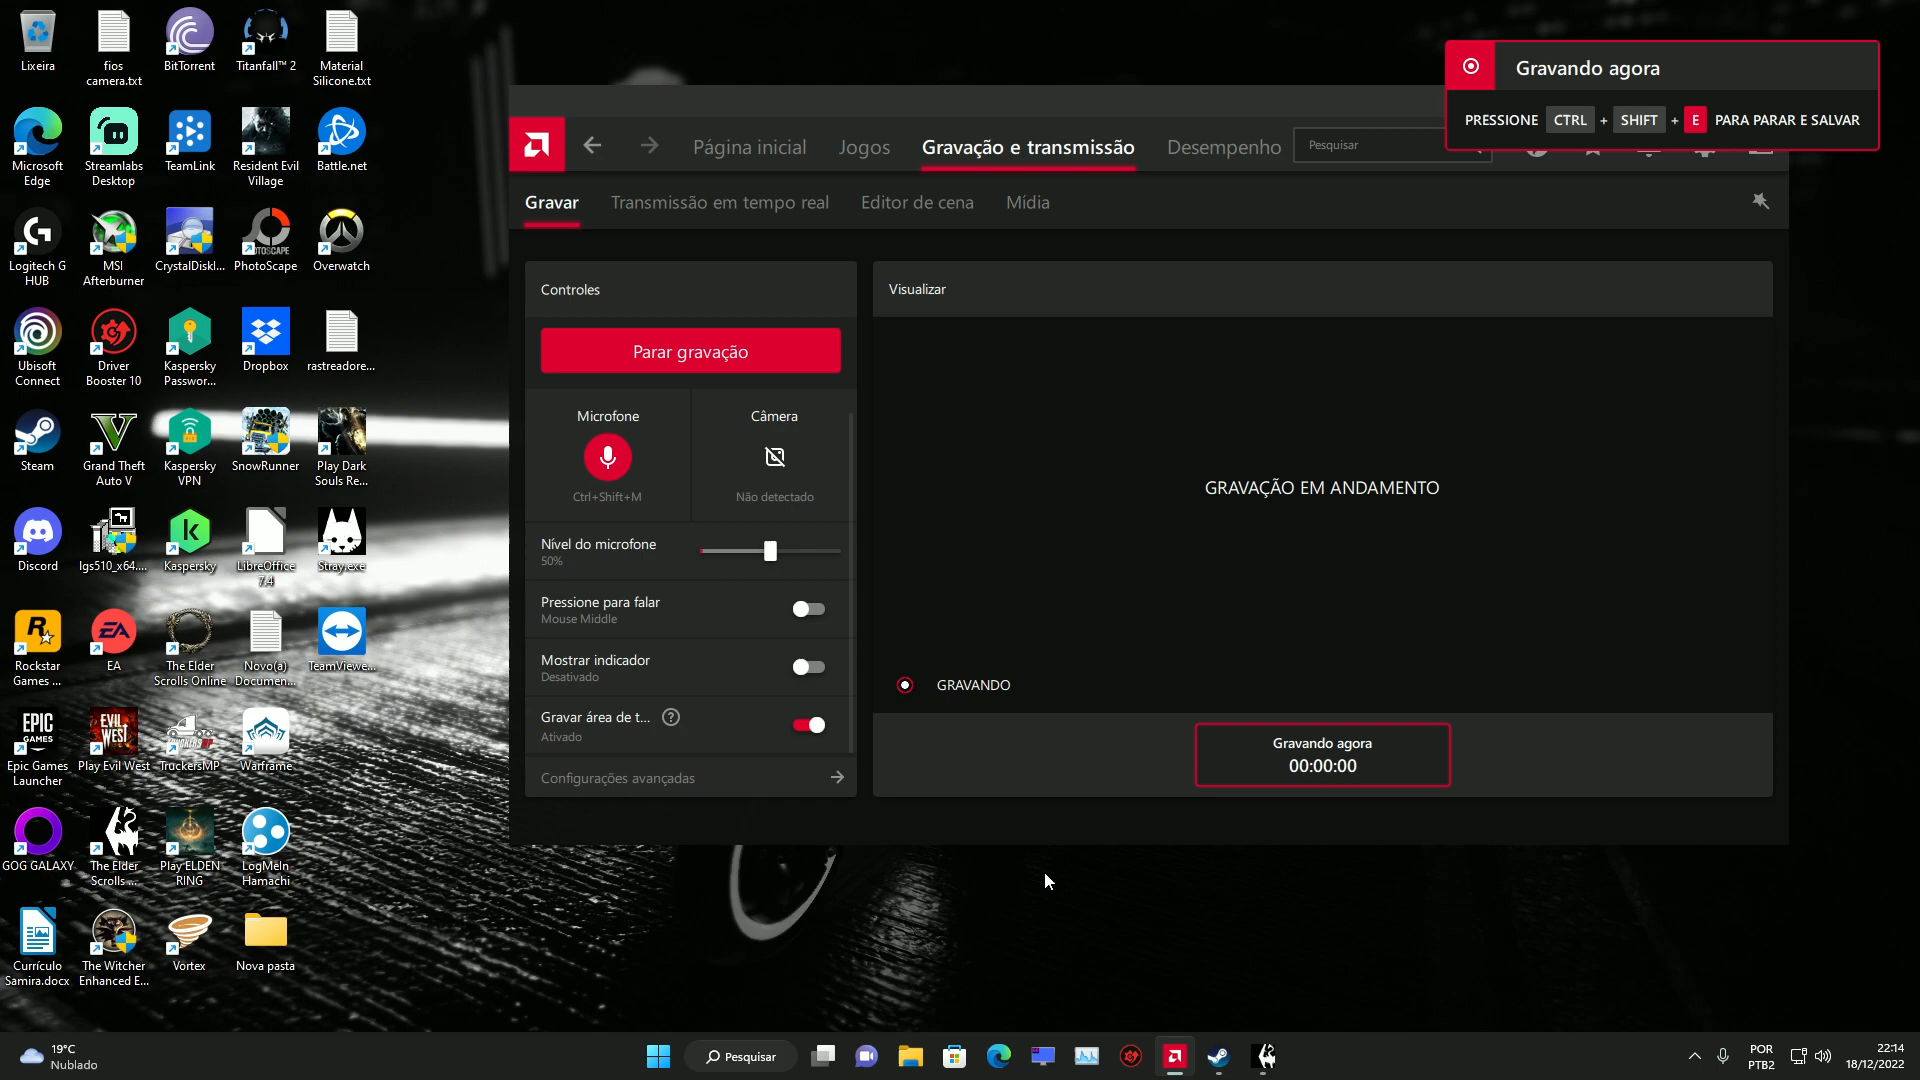 Lixeira
fios
camera.txt
BitTorrent
Titanfall™ 2
Material
Silicone.txt
Microsoft
Edge
Streamlabs
Desktop
TeamLink
Resident Evil
Village
Battle.net
Logitech G
HUB
MSI
Afterburner
CrystalDiskI...
PhotoScape
Overwatch
Ubisoft
Connect
Driver
Booster 10
Kaspersky
Passwor...
Dropbox
rastreadore...
Steam
Grand Theft
Auto V
Kaspersky
VPN
SnowRunner
Play Dark
Souls Re...
Discord
lgs510_x64....
Kaspersky
LibreOffice
7.4
Stray.exe
Rockstar
Games ...
EA
The Elder
Scrolls Online
Novo(a)
Documen...
TeamViewe...
Epic Games
Launcher
Play Evil West
TruckersMP
Warframe
GOG GALAXY
The Elder
Scrolls ...
Play ELDEN
RING
LogMeIn
Hamachi
Currículo
Samira.docx
The Witcher
Enhanced E...
Vortex
Nova pasta
Gravando agora
PRESSIONE CTRL + SHIFT + E PARA PARAR E SALVAR
Página inicial Jogos Gravação e transmissão Desempenho Pesquisar
Gravar Transmissão em tempo real Editor de cena Mídia
Controles
Parar gravação
Microfone
Ctrl+Shift+M
Câmera
Não detectado
Nível do microfone
50%
Pressione para falar
Mouse Middle
Mostrar indicador
Desativado
Gravar área de t... ?
Ativado
Configurações avançadas
Visualizar
GRAVAÇÃO EM ANDAMENTO
GRAVANDO
Gravando agora
00:00:00
19°C
Nublado
Pesquisar
POR
PTB2
22:14
18/12/2022